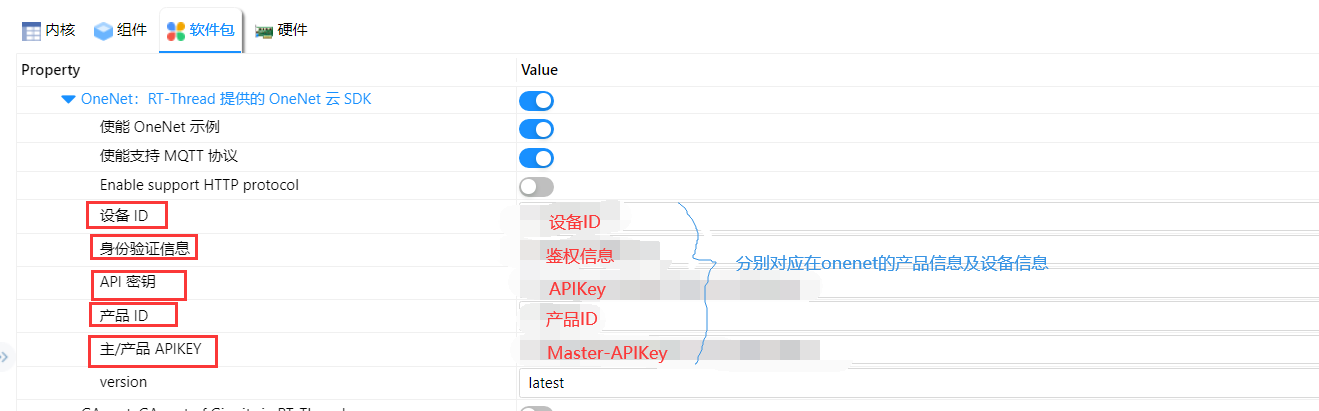 内核 组件 软件包 硬件
Property Value
OneNet：RT-Thread 提供的 OneNet 云 SDK
使能 OneNet 示例
使能支持 MQTT 协议
Enable support HTTP protocol
设备 ID 设备ID
身份验证信息 鉴权信息
分别对应在onenet的产品信息及设备信息
API 密钥 APIKey
产品 ID 产品ID
主/产品 APIKEY Master-APIKey
version latest